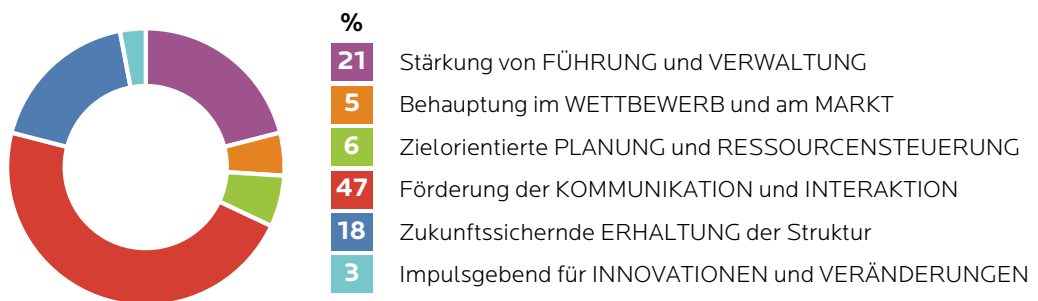 %
21 Stärkung von FÜHRUNG und VERWALTUNG
5 Behauptung im WETTBEWERB und am MARKT
6 Zielorientierte PLANUNG und RESSOURCENSTEUERUNG
47 Förderung der KOMMUNIKATION und INTERAKTION
18 Zukunftssichernde ERHALTUNG der Struktur
3 Impulsgebend für INNOVATIONEN und VERÄNDERUNGEN